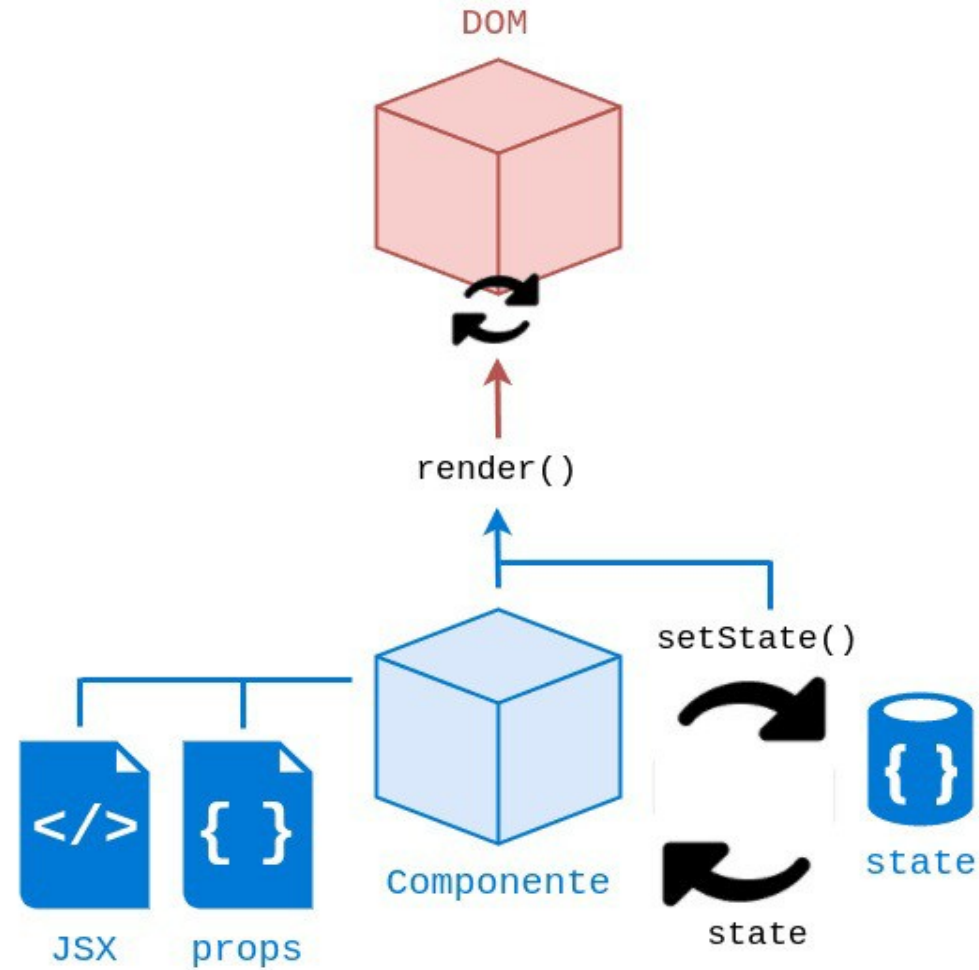 DOM
render()
setState()
</>
{ }
{ }
Componente
state
state
JSX
props